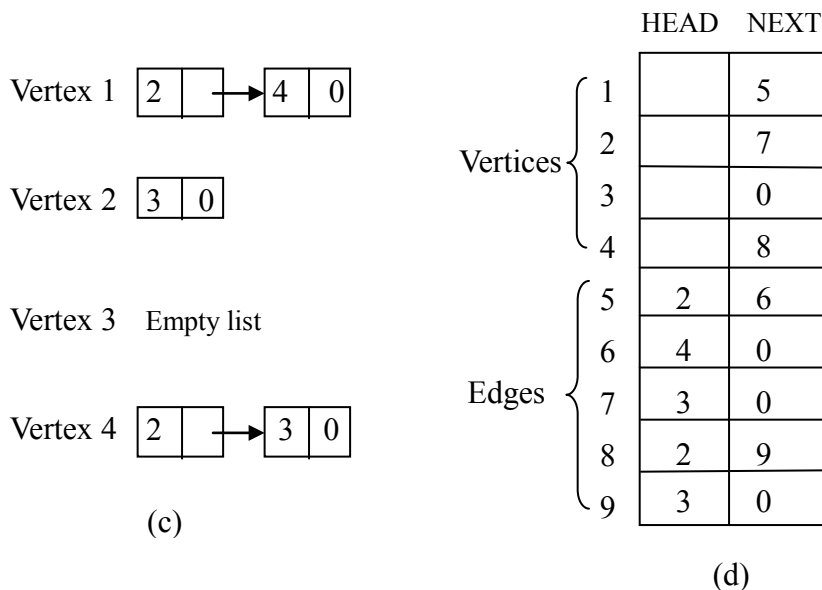 Vertex 1 2 4 0
Vertex 2 3 0
Vertex 3 Empty list
Vertex 4 2 3 0
(c)
HEAD NEXT
Vertices
1 5
2 7
3 0
4 8
Edges
5 2 6
6 4 0
7 3 0
8 2 9
9 3 0
(d)